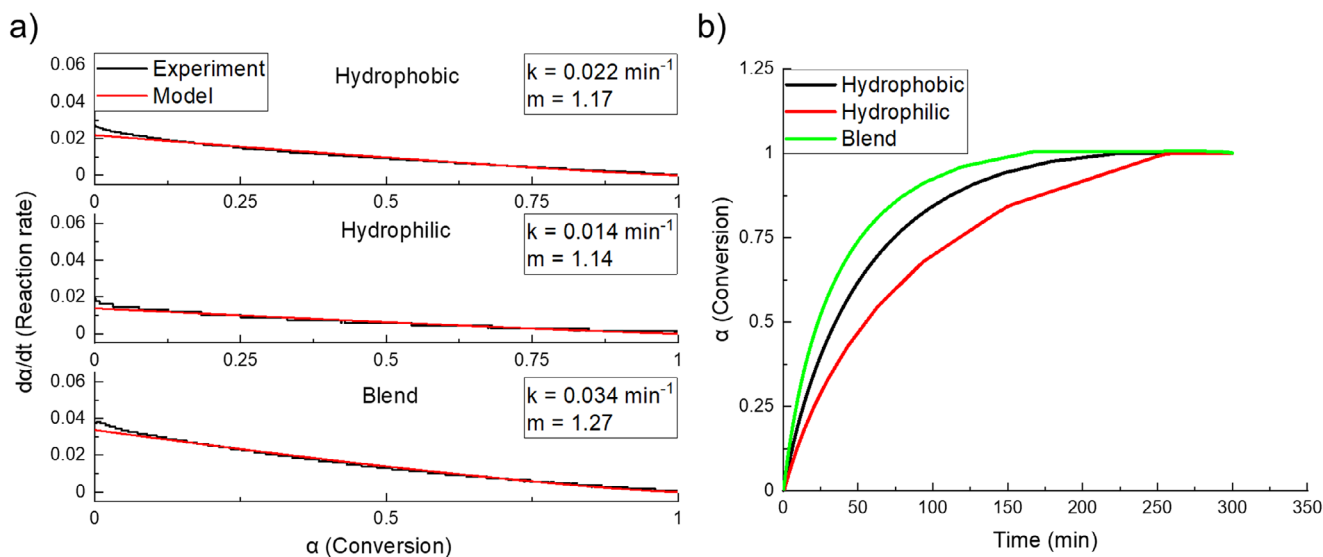 a)
dα/dt (Reaction rate)
0.06
0.04
0.02
0
Experiment
Model
Hydrophobic
k = 0.022 min⁻¹
m = 1.17
0
0.25
0.5
0.75
1
0.06
0.04
0.02
0
Hydrophilic
k = 0.014 min⁻¹
m = 1.14
0
0.25
0.5
0.75
1
0.06
0.04
0.02
0
Blend
k = 0.034 min⁻¹
m = 1.27
0
0.25
0.5
0.75
1
α (Conversion)
b)
α (Conversion)
1.25
1
0.75
0.5
0.25
0
Hydrophobic
Hydrophilic
Blend
0
50
100
150
200
250
300
350
Time (min)